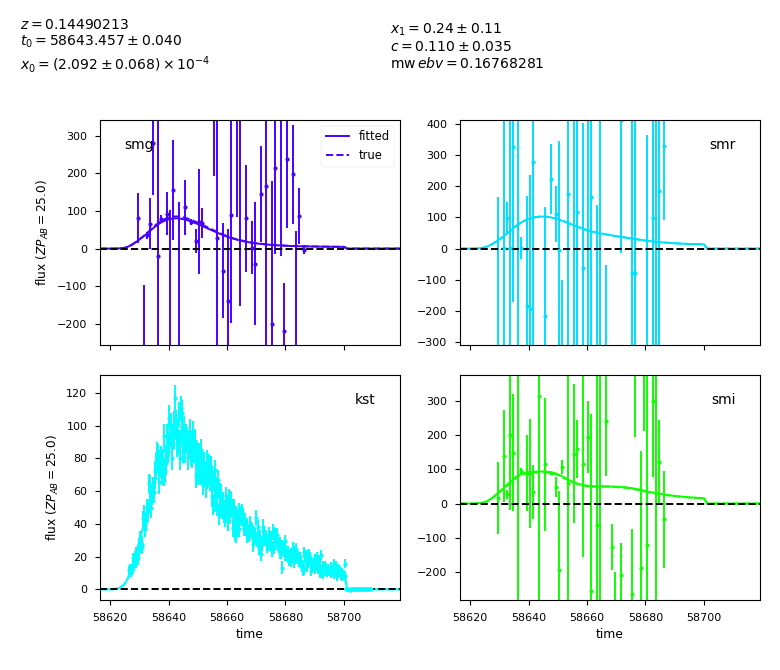 z = 0.14490213
t₀ = 58643.457 ± 0.040
x₀ = (2.092 ± 0.068) × 10⁻⁴
x₁ = 0.24 ± 0.11
c = 0.110 ± 0.035
mw ebv = 0.16768281
smg
fitted
true
300
200
100
0
−100
−200
flux (ZP_AB = 25.0)
smr
400
300
200
100
0
−100
−200
−300
kst
120
100
80
60
40
20
0
flux (ZP_AB = 25.0)
58620 58640 58660 58680 58700
time
smi
300
200
100
0
−100
−200
58620 58640 58660 58680 58700
time